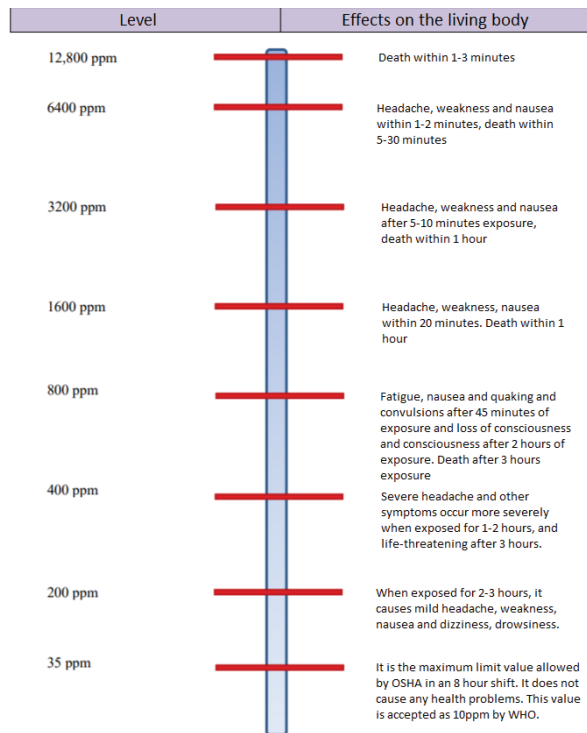 Level Effects on the living body
12,800 ppm Death within 1-3 minutes
6400 ppm Headache, weakness and nausea
within 1-2 minutes, death within
5-30 minutes
3200 ppm Headache, weakness and nausea
after 5-10 minutes exposure,
death within 1 hour
1600 ppm Headache, weakness, nausea
within 20 minutes. Death within 1
hour
800 ppm Fatigue, nausea and quaking and
convulsions after 45 minutes of
exposure and loss of consciousness
and consciousness after 2 hours of
exposure. Death after 3 hours
exposure
400 ppm Severe headache and other
symptoms occur more severely
when exposed for 1-2 hours, and
life-threatening after 3 hours.
200 ppm When exposed for 2-3 hours, it
causes mild headache, weakness,
nausea and dizziness, drowsiness.
35 ppm It is the maximum limit value allowed
by OSHA in an 8 hour shift. It does not
cause any health problems. This value
is accepted as 10ppm by WHO.